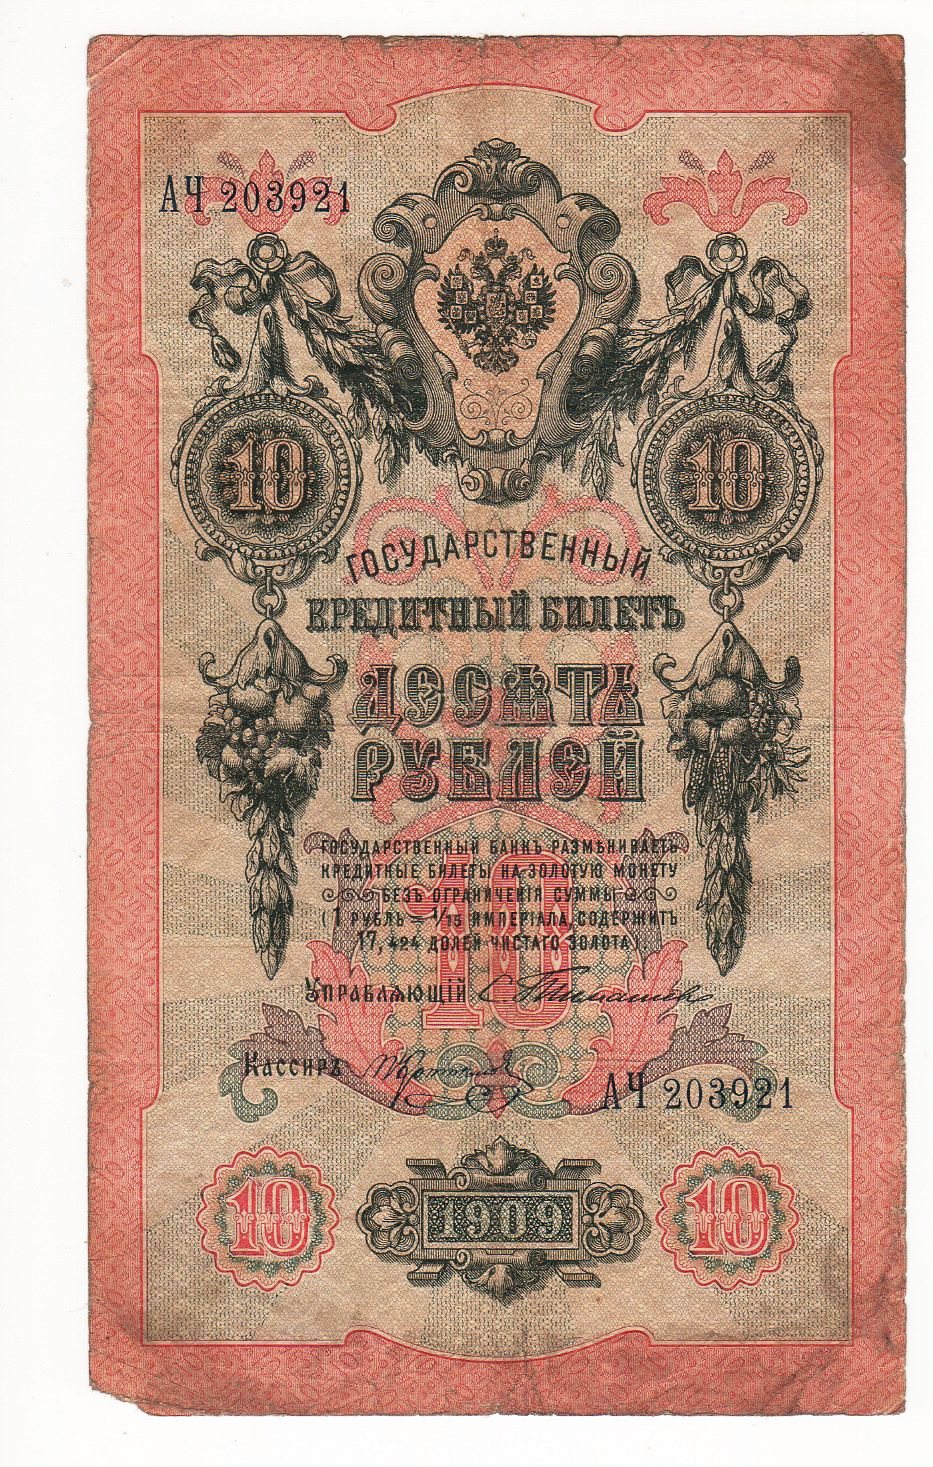 АЧ 203921
10 10
ГОСУДАРСТВЕННЫЙ
КРЕДИТНЫЙ БИЛЕТЪ
ДЕСЯТЬ
РУБЛЕЙ
ГОСУДАРСТВЕННЫЙ БАНКЪ РАЗМѢНИВАЕТЪ
КРЕДИТНЫЕ БИЛЕТЫ НА ЗОЛОТУЮ МОНЕТУ
БЕЗЪ ОГРАНИЧЕНІЯ СУММЫ
(1 РУБЛЬ = 1/15 ИМПЕРІАЛА, СОДЕРЖИТЪ
17,424 ДОЛЕЙ ЧИСТАГО ЗОЛОТА).
10
УПРАВЛЯЮЩІЙ С Тимашевъ
КАССИРЪ
АЧ 203921
10 1909 10